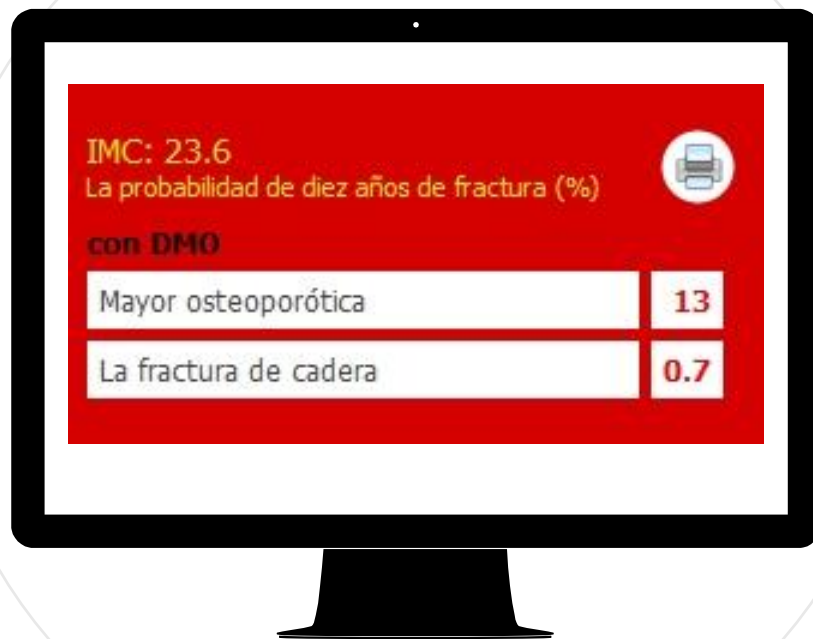 IMC: 23.6
La probabilidad de diez años de fractura (%)
con DMO
Mayor osteoporótica 13
La fractura de cadera 0.7